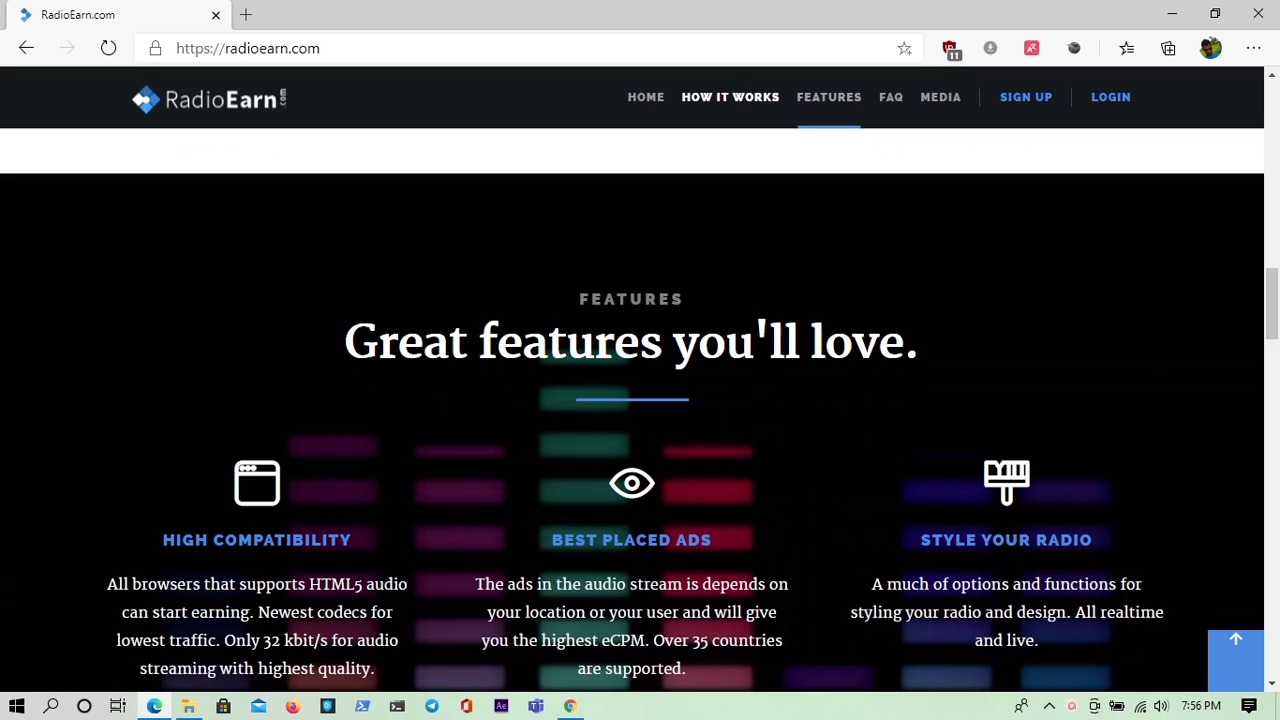 RadioEarn.com
https://radioearn.com
11
RadioEarn.com
HOME HOW IT WORKS FEATURES FAQ MEDIA SIGN UP LOGIN
FEATURES
Great features you'll love.
HIGH COMPATIBILITY
All browsers that supports HTML5 audio
can start earning. Newest codecs for
lowest traffic. Only 32 kbit/s for audio
streaming with highest quality.
BEST PLACED ADS
The ads in the audio stream is depends on
your location or your user and will give
you the highest eCPM. Over 35 countries
are supported.
STYLE YOUR RADIO
A much of options and functions for
styling your radio and design. All realtime
and live.
7:56 PM